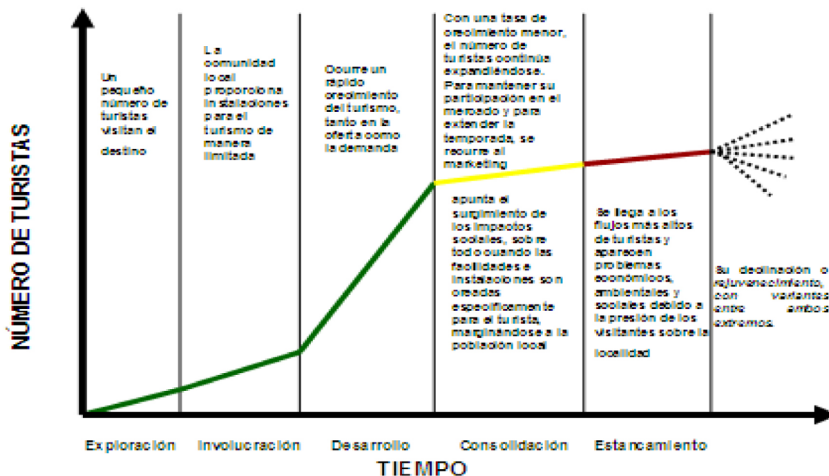 NÚMERO DE TURISTAS
Un
pequeño
número de
turistas
visitan el
destino
La
comunidad
local
proporciona
instalaciones
para el
turismo de
manera
limitada
Ocurre un
rápido
crecimiento
del turismo,
tanto en la
oferta como
la demanda
Con una tasa de
crecimiento menor,
el número de
turistas continúa
expandiéndose.
Para mantener su
participación en el
mercado y para
extender la
temporada, se
recurre al
marketing
apunta el
surgimiento de
los impactos
sociales, sobre
todo cuando las
facilidades e
instalaciones son
creadas
específicamente
para el turista,
marginándose a la
población local
Se llega a los
flujos más altos
de turistas y
aparecen
problemas
económicos,
ambientales y
sociales debido a
la presión de los
visitantes sobre la
localidad
Su declinación o
rejuvenecimiento,
con variantes
entre ambos
extremos.
Exploración
Involucración
Desarrollo
Consolidación
Estancamiento
TIEMPO